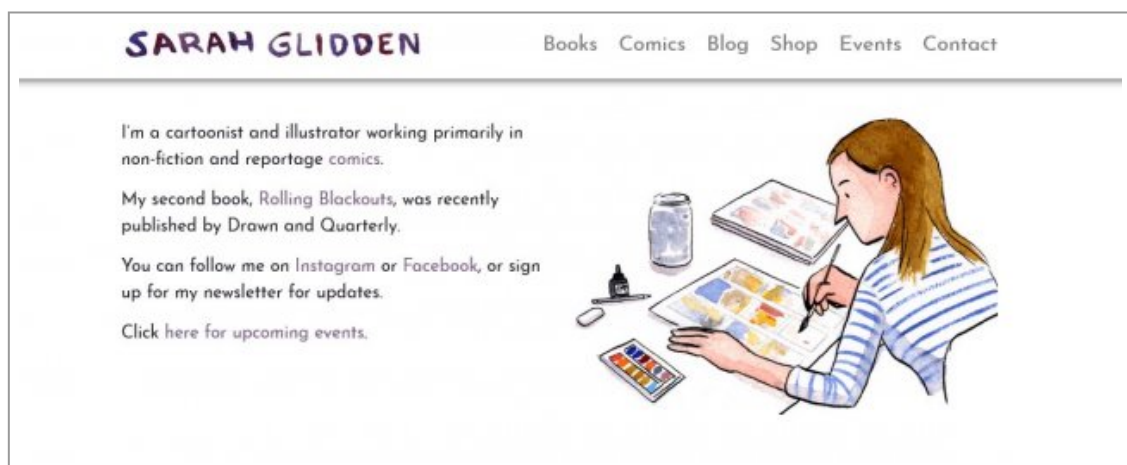 SARAH GLIDDEN
Books Comics Blog Shop Events Contact
I'm a cartoonist and illustrator working primarily in
non-fiction and reportage comics.
My second book, Rolling Blackouts, was recently
published by Drawn and Quarterly.
You can follow me on Instagram or Facebook, or sign
up for my newsletter for updates.
Click here for upcoming events.